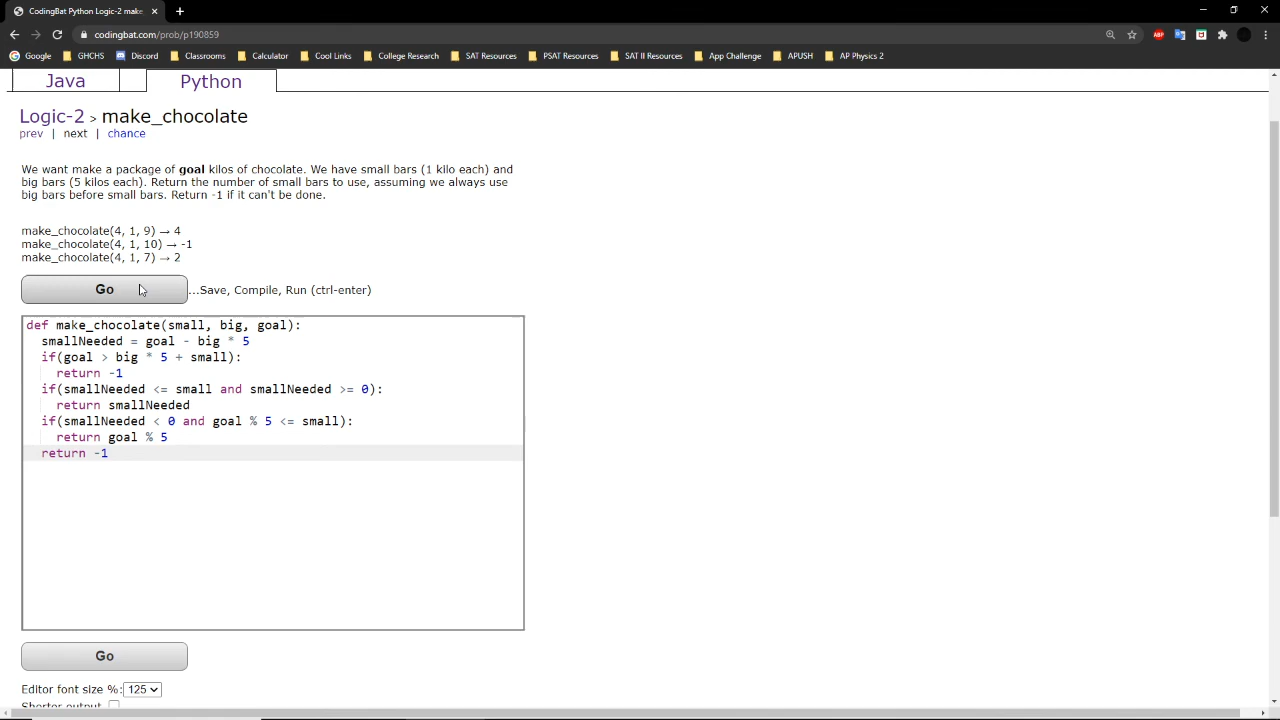 CodingBat Python Logic-2 make_
codingbat.com/prob/p190859
Google GHCHS Discord Classrooms Calculator Cool Links College Research SAT Resources PSAT Resources SAT II Resources App Challenge APUSH AP Physics 2
Java Python
Logic-2 > make_chocolate
prev | next | chance
We want make a package of goal kilos of chocolate. We have small bars (1 kilo each) and
big bars (5 kilos each). Return the number of small bars to use, assuming we always use
big bars before small bars. Return -1 if it can't be done.
make_chocolate(4, 1, 9) → 4
make_chocolate(4, 1, 10) → -1
make_chocolate(4, 1, 7) → 2
Go ...Save, Compile, Run (ctrl-enter)
def make_chocolate(small, big, goal):
smallNeeded = goal - big * 5
if(goal > big * 5 + small):
return -1
if(smallNeeded <= small and smallNeeded >= 0):
return smallNeeded
if(smallNeeded < 0 and goal % 5 <= small):
return goal % 5
return -1
Go
Editor font size %: 125
Shorter output